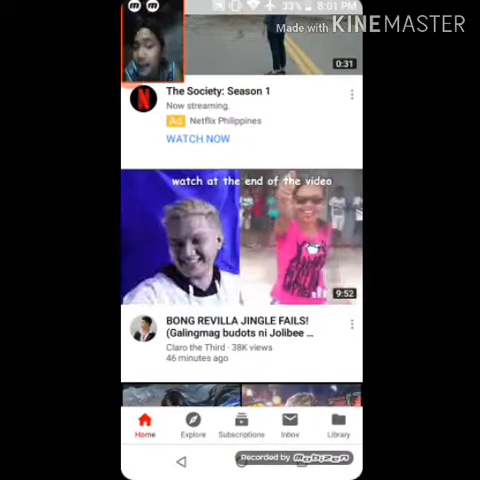 33% 8:01 PM
Made with KINEMASTER
0:31
The Society: Season 1
Now streaming.
Ad Netflix Philippines
WATCH NOW
watch at the end of the video
9:52
BONG REVILLA JINGLE FAILS!
(Galingmag budots ni Jolibee ...
Claro the Third · 38K views
46 minutes ago
Home
Explore
Subscriptions
Inbox
Library
Recorded by mobizen